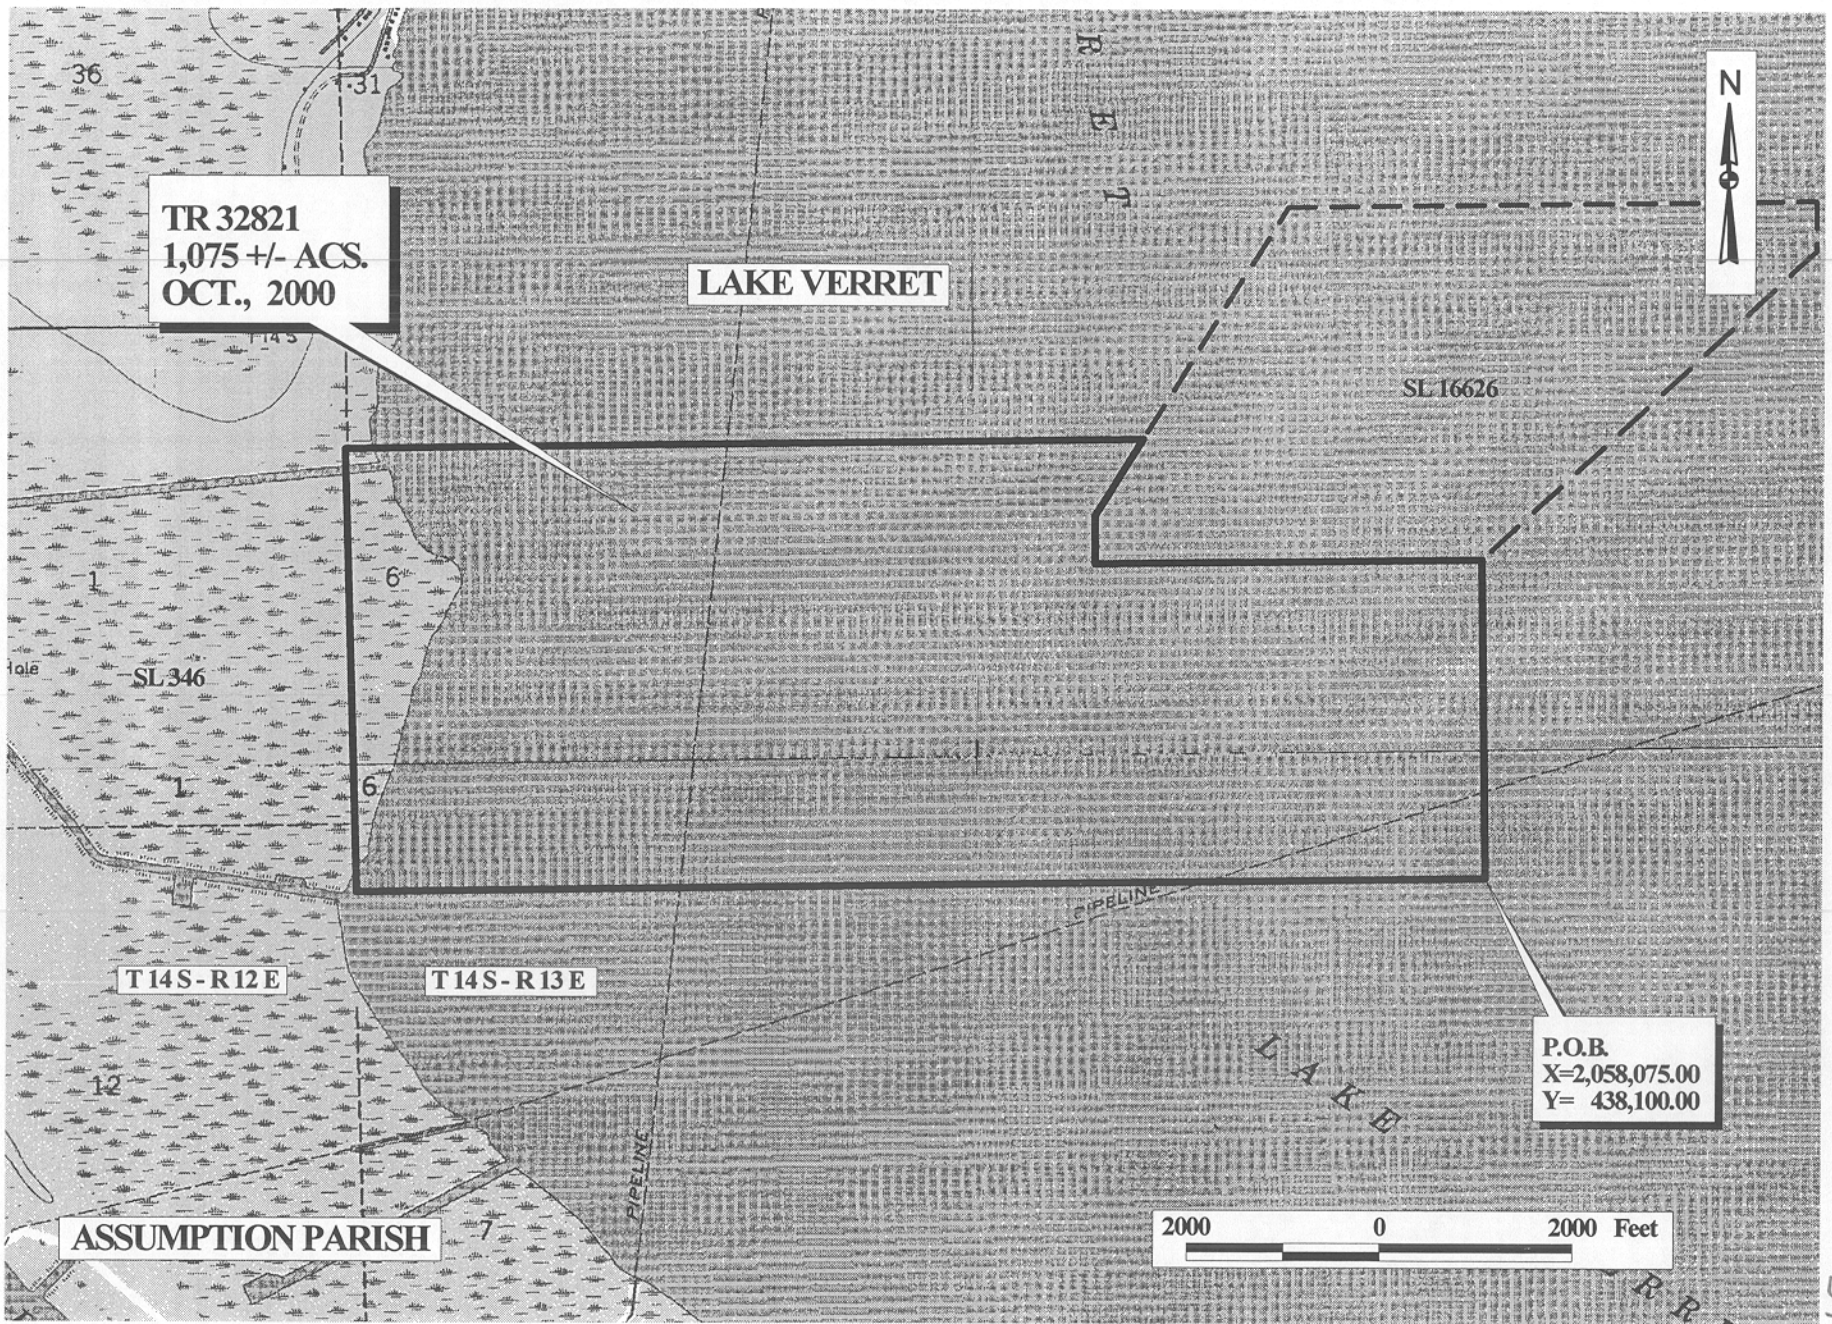 36
31
R
E
T
N
TR 32821
1,075 +/- ACS.
OCT., 2000
T 14 S
LAKE VERRET
SL 16626
1
6
Hole
SL 346
1
6
PIPELINE
T 14 S - R 12 E
T 14 S - R 13 E
P.O.B.
X=2,058,075.00
Y= 438,100.00
12
LAKE
PIPELINE
ASSUMPTION PARISH
7
2000 0 2000 Feet
R R